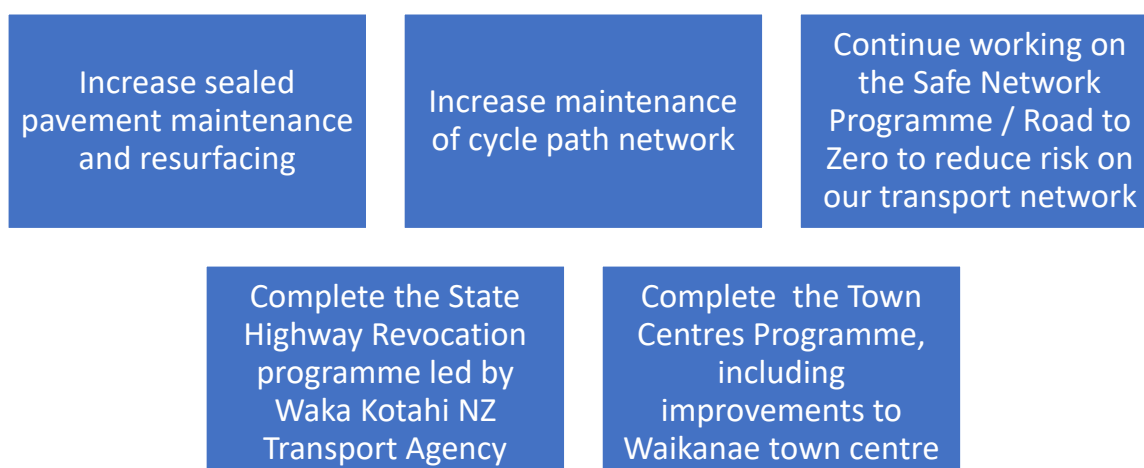 Increase sealed
pavement maintenance
and resurfacing
Increase maintenance
of cycle path network
Continue working on
the Safe Network
Programme / Road to
Zero to reduce risk on
our transport network
Complete the State
Highway Revocation
programme led by
Waka Kotahi NZ
Transport Agency
Complete  the Town
Centres Programme,
including
improvements to
Waikanae town centre